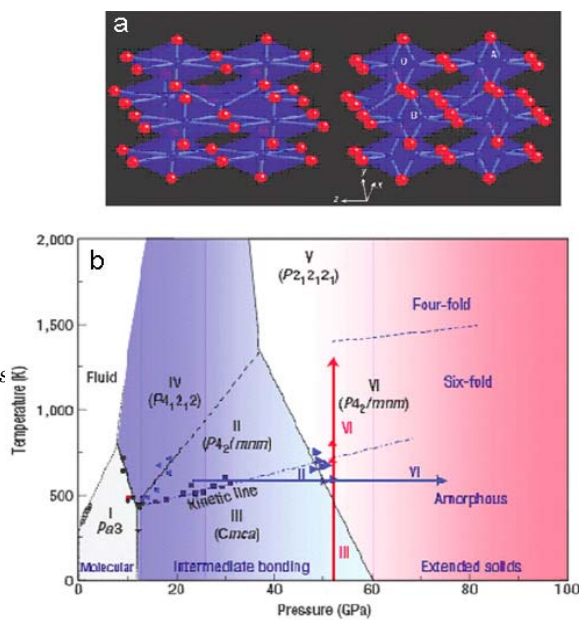 a
O
A
B
y
x
z
b
2,000
1,500
1,000
500
0
Temperature (K)
s
V
(P2₁2₁2₁)
Four-fold
Fluid
IV
(P4₁2₁2)
Six-fold
VI
(P4₂/mnm)
II
(P4₂/mnm)
VI
II
VI
Kinetic line
Amorphous
I
Pa3
III
(Cmca)
III
Molecular
Intermediate bonding
Extended solids
0
20
40
60
80
100
Pressure (GPa)